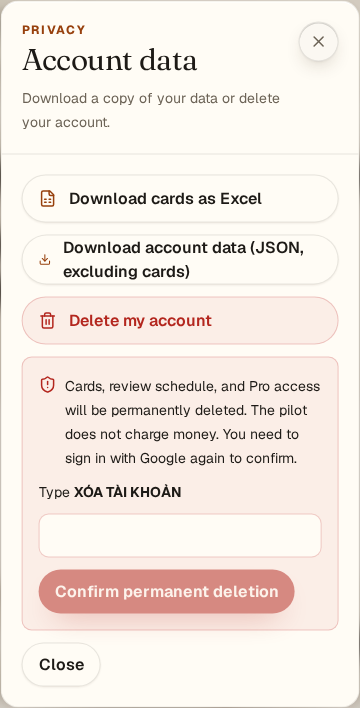 PRIVACY
Account data
Download a copy of your data or delete
your account.
Download cards as Excel
Download account data (JSON,
excluding cards)
Delete my account
Cards, review schedule, and Pro access
will be permanently deleted. The pilot
does not charge money. You need to
sign in with Google again to confirm.
Type XÓA TÀI KHOẢN
Confirm permanent deletion
Close